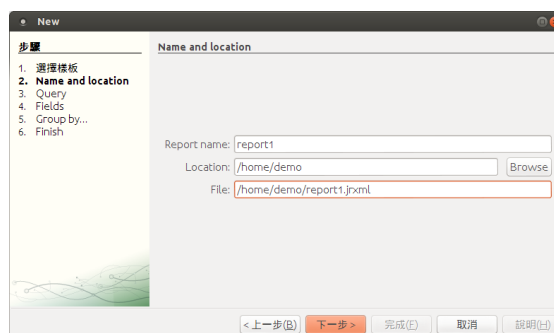 New
步驟
Name and location
1. 選擇樣板
2. Name and location
3. Query
4. Fields
5. Group by...
6. Finish
Report name: report1
Location: /home/demo Browse
File: /home/demo/report1.jrxml
< 上一步(B) 下一步 > 完成(F) 取消 說明(H)